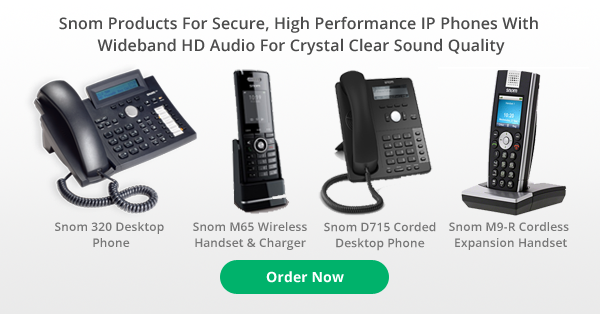 Snom Products For Secure, High Performance IP Phones With
Wideband HD Audio For Crystal Clear Sound Quality
Snom 320 Desktop
Phone
Snom M65 Wireless
Handset & Charger
Snom D715 Corded
Desktop Phone
Snom M9-R Cordless
Expansion Handset
Order Now